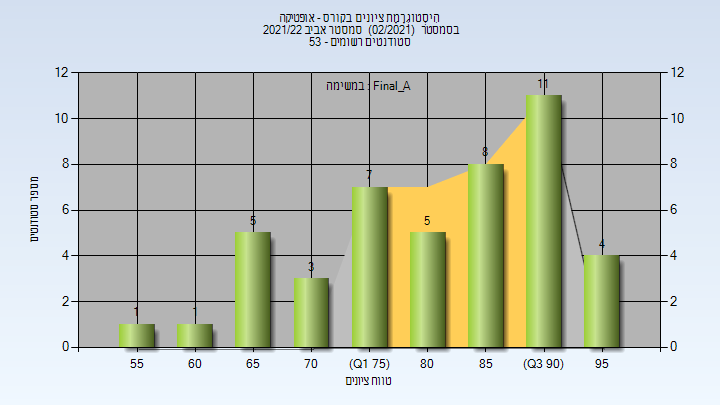 היסטוגרמת ציונים בקורס - אופטיקה
בסמסטר (02/2021) סמסטר אביב 2021/22
סטודנטים רשומים - 53
במשימה : Final_A
12 12
10 10
8 8
6 6
4 4
2 2
0 0
1 1 5 3 7 5 8 11 4
55 60 65 70 (Q1 75) 80 85 (Q3 90) 95
מספר סטודנטים
טווח ציונים